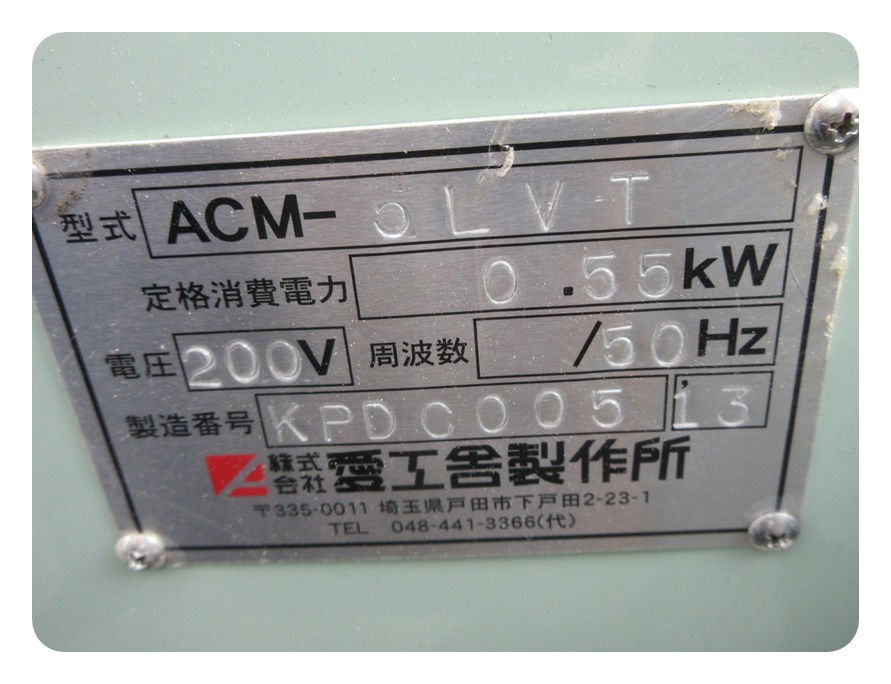 型式 ACM-5LVT
定格消費電力 0.55kW
電圧 200V 周波数 /50Hz
製造番号 KPDC005 '13
株式会社 愛工舎製作所
〒335-0011 埼玉県戸田市下戸田2-23-1
TEL 048-441-3366(代)